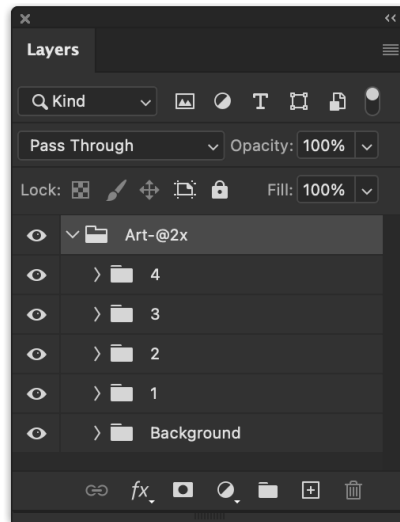 Layers
Kind
Pass Through Opacity: 100%
Lock: Fill: 100%
Art-@2x
4
3
2
1
Background
fx